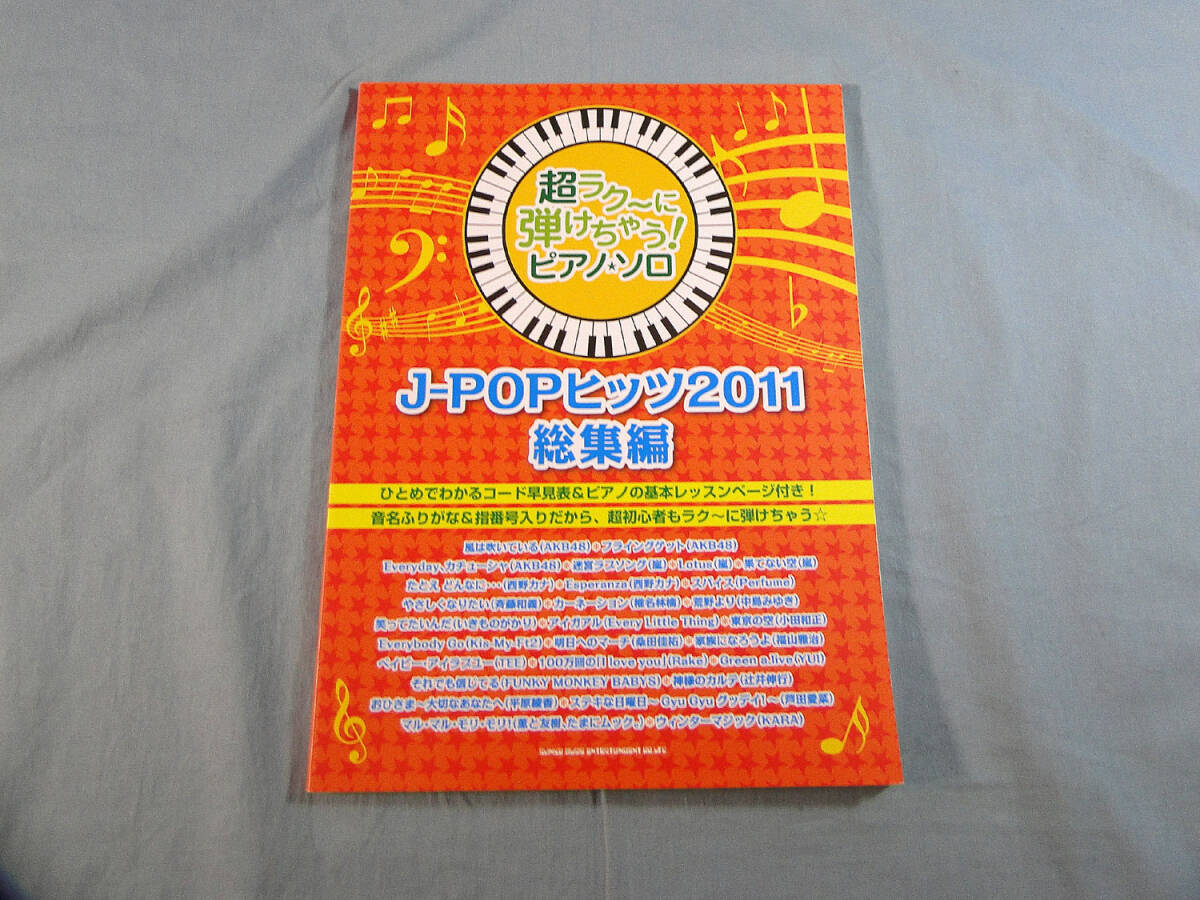 超ラク〜に
弾けちゃう!
ピアノ★ソロ
J-POPヒッツ2011
総集編
ひとめでわかるコード早見表&ピアノの基本レッスンページ付き!
音名ふりがな&指番号入りだから、超初心者もラク〜に弾けちゃう☆
風は吹いている(AKB48)●フライングゲット(AKB48)
Everyday、カチューシャ(AKB48)●迷宮ラブソング(嵐)●Lotus(嵐)●果てない空(嵐)
たとえ どんなに・・・(西野カナ)●Esperanza(西野カナ)●スパイス(Perfume)
やさしくなりたい(斉藤和義)●カーネーション(椎名林檎)●荒野より(中島みゆき)
笑ってたいんだ(いきものがかり)●アイガアル(Every Little Thing)●東京の空(小田和正)
Everybody Go(Kis-My-Ft2)●明日へのマーチ(桑田佳祐)●家族になろうよ(福山雅治)
ベイビー・アイラブユー(TEE)●100万回の「I love you」(Rake)●Green a.live(YUI)
それでも信じてる(FUNKY MONKEY BABYS)●神様のカルテ(辻井伸行)
おひさま〜大切なあなたへ(平原綾香)●ステキな日曜日〜Gyu Gyu グッデイ!〜(芦田愛菜)
マル・マル・モリ・モリ!(薫と友樹、たまにムック。)●ウィンターマジック(KARA)
SHINKO MUSIC ENTERTAINMENT CO.,LTD.